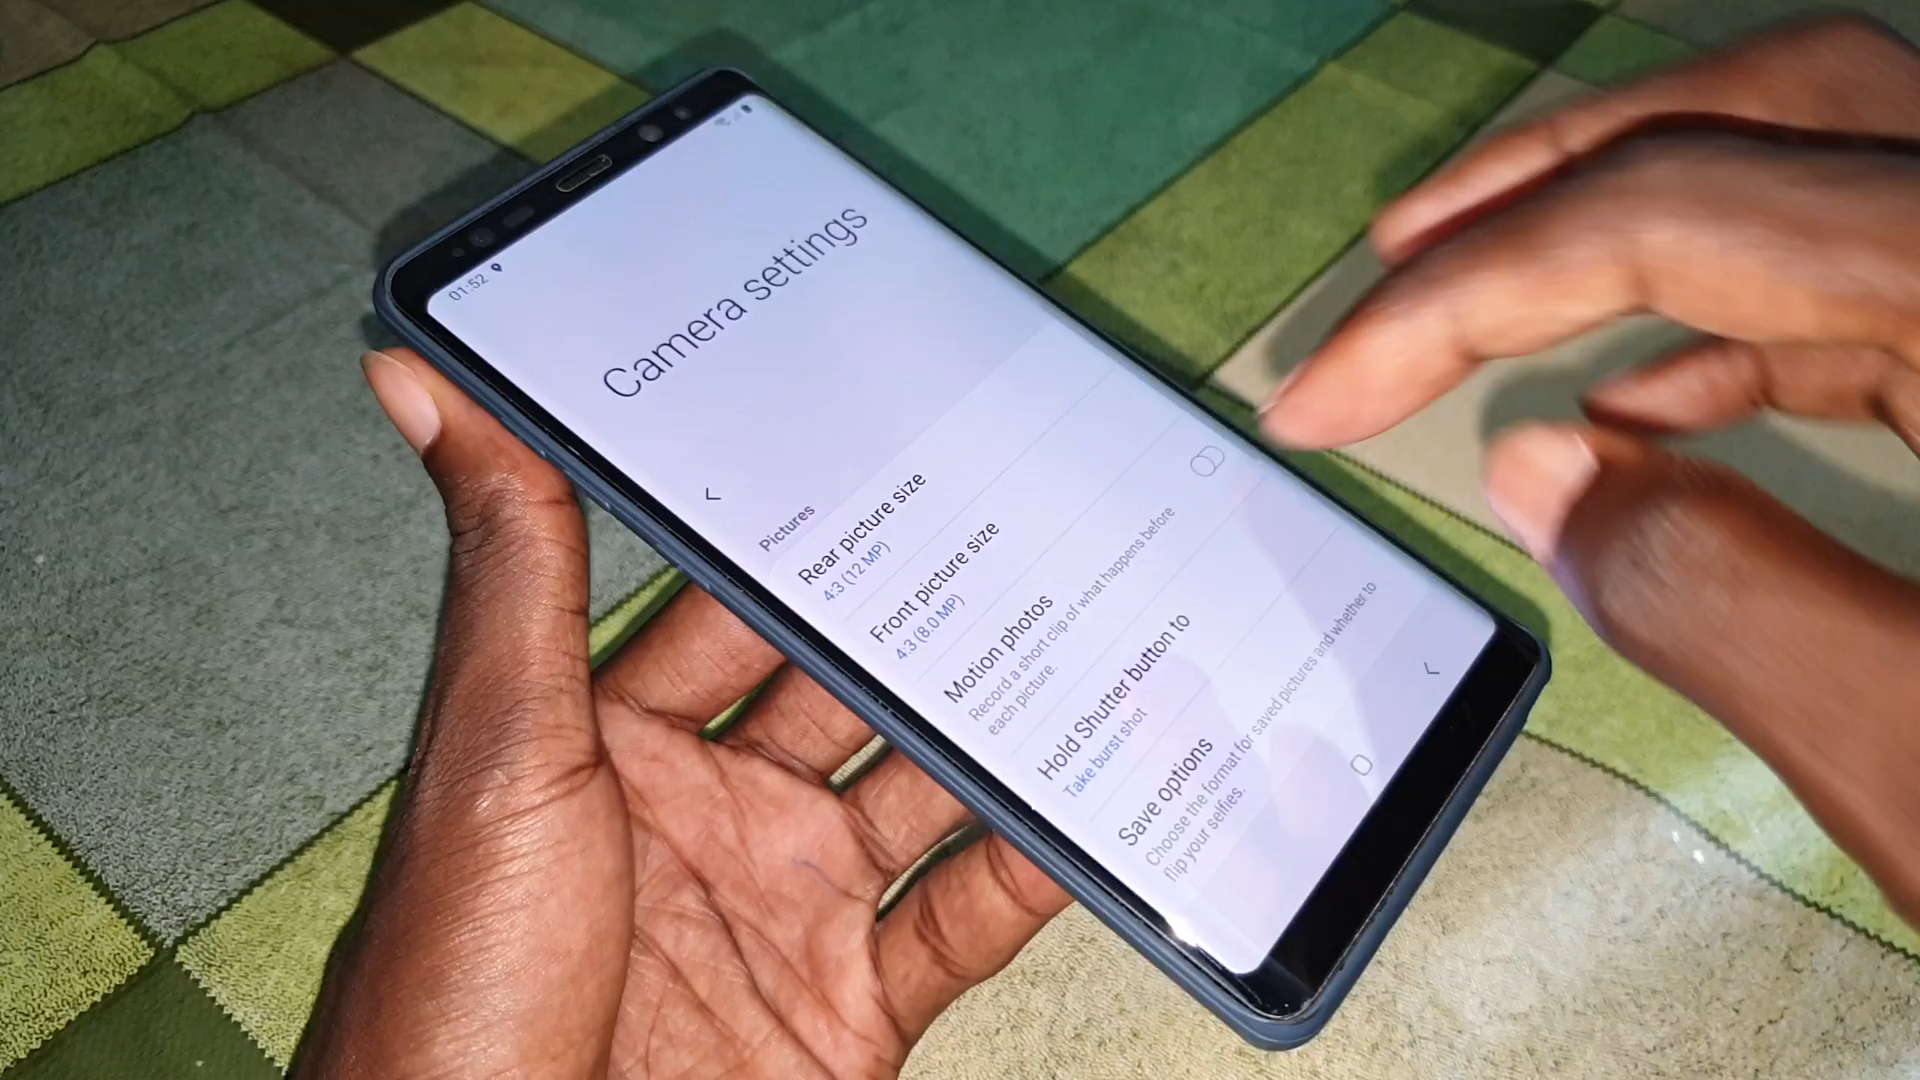 01:52
Camera settings
Pictures
Rear picture size
4:3 (12 MP)
Front picture size
4:3 (8.0 MP)
Motion photos
Record a short clip of what happens before
each picture.
Hold Shutter button to
Take burst shot
Save options
Choose the format for saved pictures and whether to
flip your selfies.